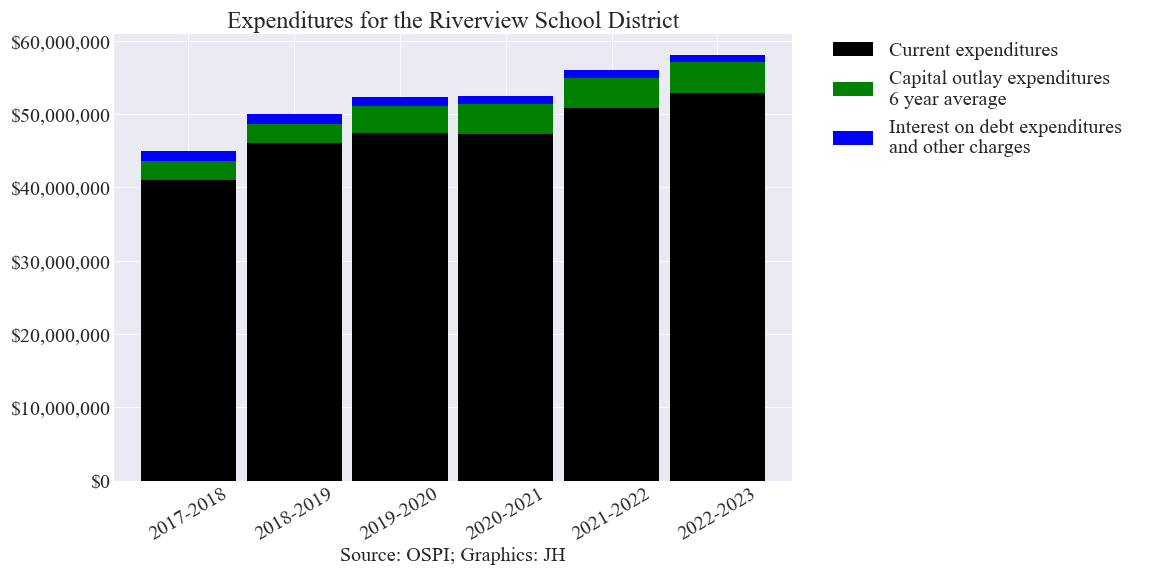 Expenditures for the Riverview School District
$60,000,000
$50,000,000
$40,000,000
$30,000,000
$20,000,000
$10,000,000
$0
2017-2018
2018-2019
2019-2020
2020-2021
2021-2022
2022-2023
Source: OSPI; Graphics: JH
Current expenditures
Capital outlay expenditures
6 year average
Interest on debt expenditures
and other charges